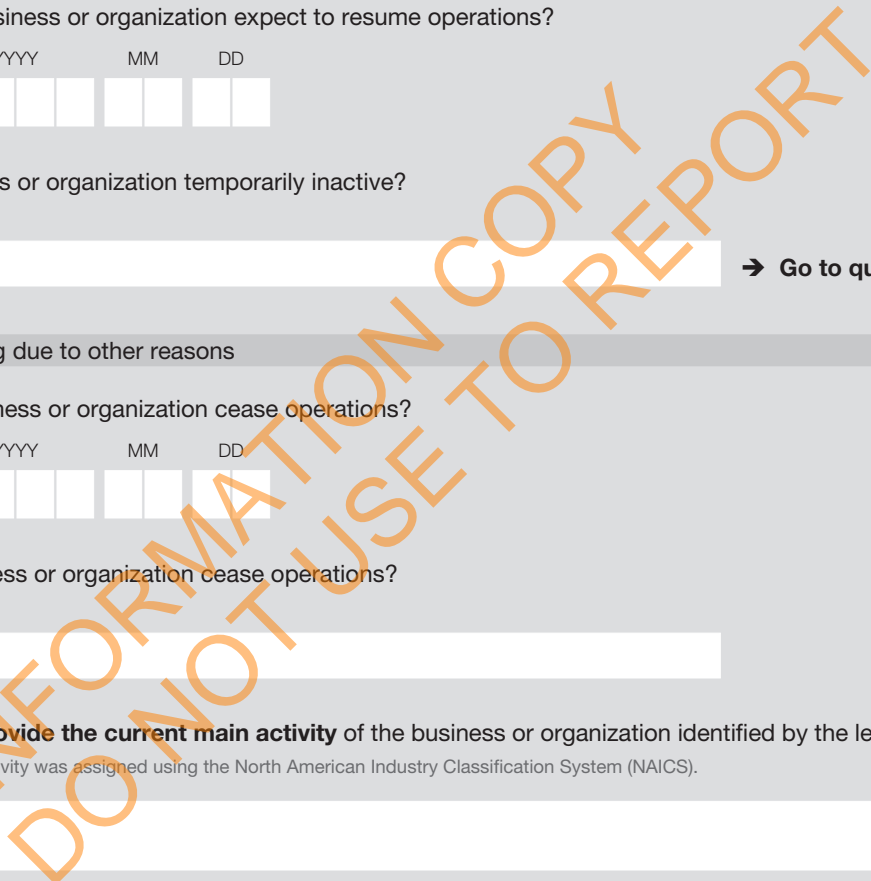 siness or organization expect to resume operations?
YYYY MM DD
s or organization temporarily inactive?
➔ Go to qu
g due to other reasons
ness or organization cease operations?
YYYY MM DD
ess or organization cease operations?
ovide the current main activity of the business or organization identified by the le
vity was assigned using the North American Industry Classification System (NAICS).
INFORMATION COPY
DO NOT USE TO REPORT